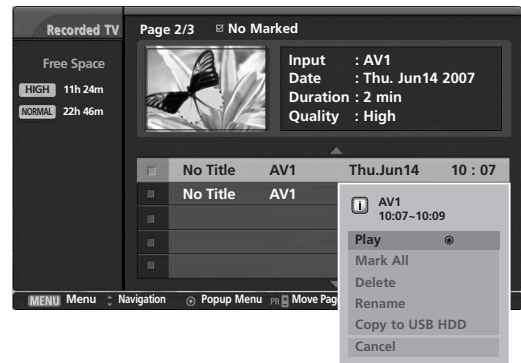 Recorded TV
Page 2/3 ☑ No Marked
Free Space
HIGH 11h 24m
NORMAL 22h 46m
Input : AV1
Date : Thu. Jun14 2007
Duration : 2 min
Quality : High
No Title AV1 Thu.Jun14 10 : 07
No Title AV1
i AV1
10:07~10:09
Play ◉
Mark All
Delete
Rename
Copy to USB HDD
Cancel
MENU Menu Navigation ◉ Popup Menu PR Move Pag